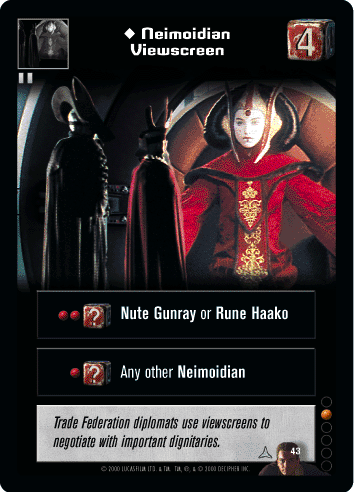 ◆ Neimoidian
Viewscreen
4
? Nute Gunray or Rune Haako
? Any other Neimoidian
Trade Federation diplomats use viewscreens to
negotiate with important dignitaries.
43
© 2000 LUCASFILM LTD. & TM. TM, ®, & © 2000 DECIPHER INC.